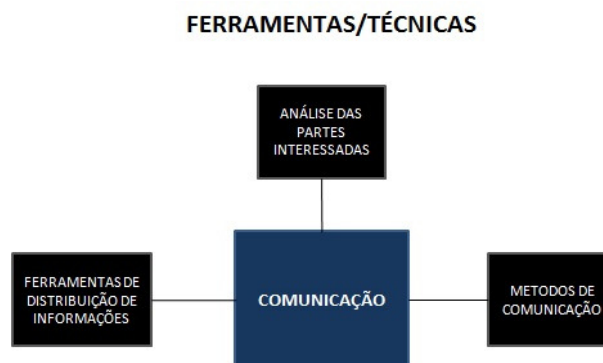 FERRAMENTAS/TÉCNICAS
ANÁLISE DAS
PARTES
INTERESSADAS
FERRAMENTAS DE
DISTRIBUIÇÃO DE
INFORMAÇÕES
COMUNICAÇÃO
METODOS DE
COMUNICAÇÃO